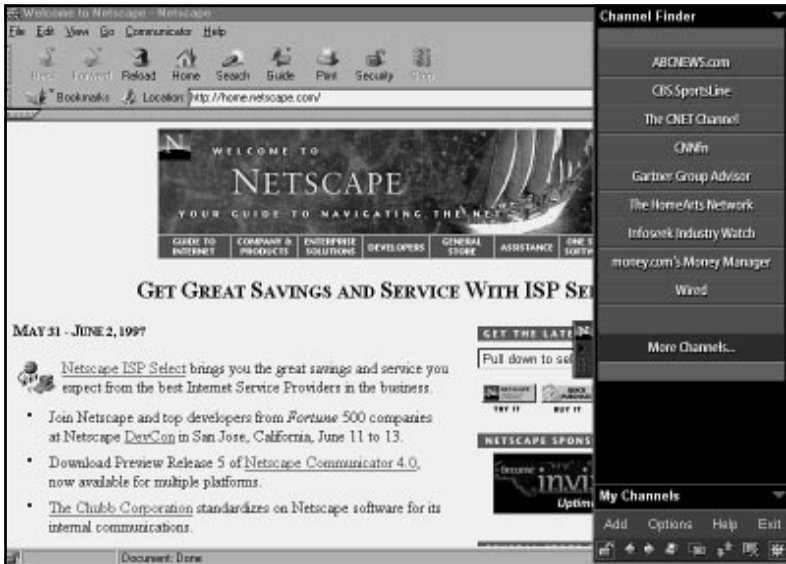 Welcome to Netscape - Netscape
File Edit View Go Communicator Help
Back Forward Reload Home Search Guide Print Security Stop
Bookmarks Location: http://home.netscape.com/
N
WELCOME TO
NETSCAPE
YOUR GUIDE TO NAVIGATING THE NET
GUIDE TO INTERNET COMPANY & PRODUCTS ENTERPRISE SOLUTIONS DEVELOPERS GENERAL STORE ASSISTANCE ONE S
SOFTW
GET GREAT SAVINGS AND SERVICE WITH ISP SE
MAY 31 - JUNE 2, 1997
Netscape ISP Select brings you the great savings and service you
expect from the best Internet Service Providers in the business.
• Join Netscape and top developers from Fortune 500 companies
at Netscape DevCon in San Jose, California, June 11 to 13.
• Download Preview Release 5 of Netscape Communicator 4.0,
now available for multiple platforms.
• The Chubb Corporation standardizes on Netscape software for its
internal communications.
GET THE LATE
N
Pull down to sel
TRY IT BUY IT
NETSCAPE SPONS
become
invi
Uptim
Document: Done
Channel Finder
ABCNEWS.com
CBS SportsLine
The CNET Channel
CNNfn
Gartner Group Advisor
The HomeArts Network
Infoseek Industry Watch
money.com's Money Manager
Wired
More Channels...
My Channels
Add Options Help Exit